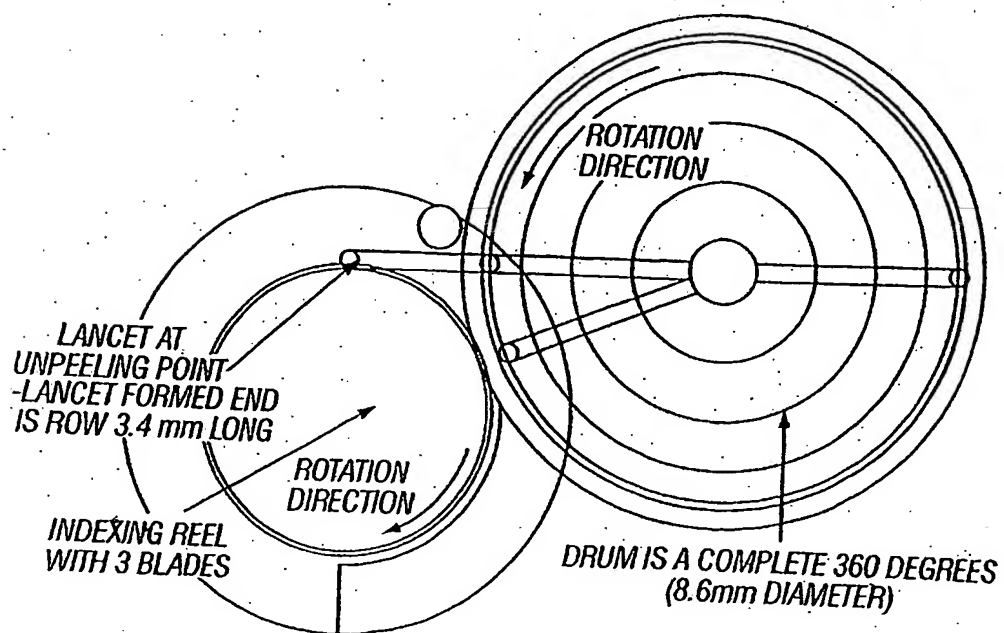 ROTATION
DIRECTION
LANCET AT
UNPEELING POINT
-LANCET FORMED END
IS ROW 3.4 mm LONG
ROTATION
DIRECTION
INDEXING REEL
WITH 3 BLADES
DRUM IS A COMPLETE 360 DEGREES
(8.6mm DIAMETER)